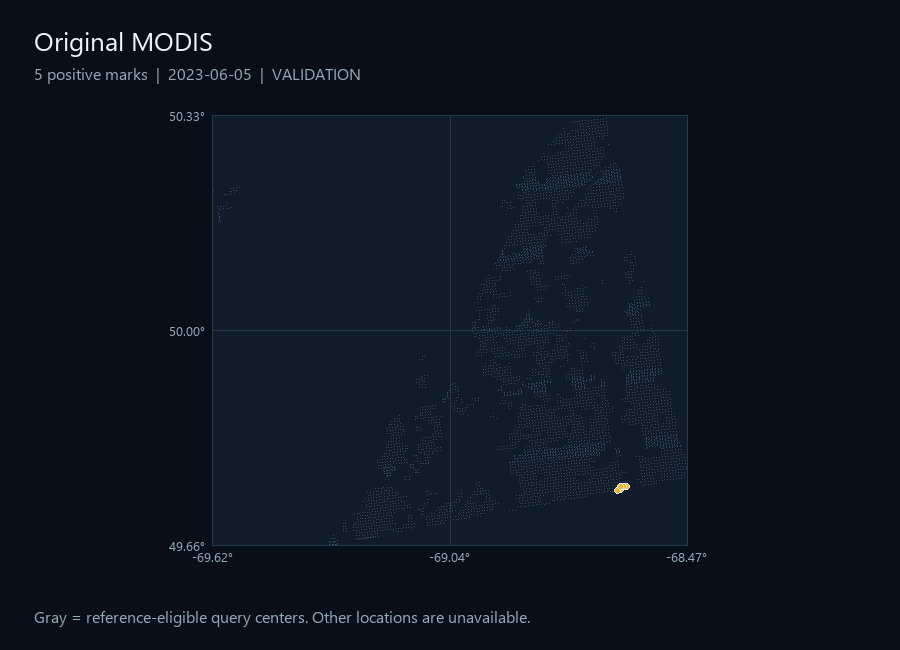 Original MODIS
5 positive marks | 2023-06-05 | VALIDATION
50.33°
50.00°
49.66°
-69.62°
-69.04°
-68.47°
Gray = reference-eligible query centers. Other locations are unavailable.